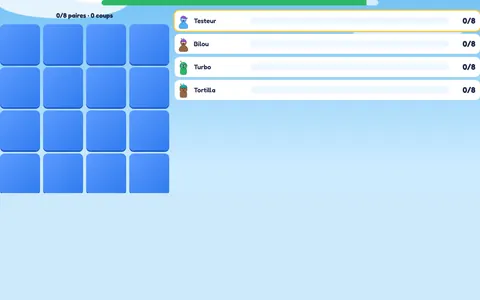 0/8 paires · 0 coups
Testeur 0/8
Bilou 0/8
Turbo 0/8
Tortilla 0/8